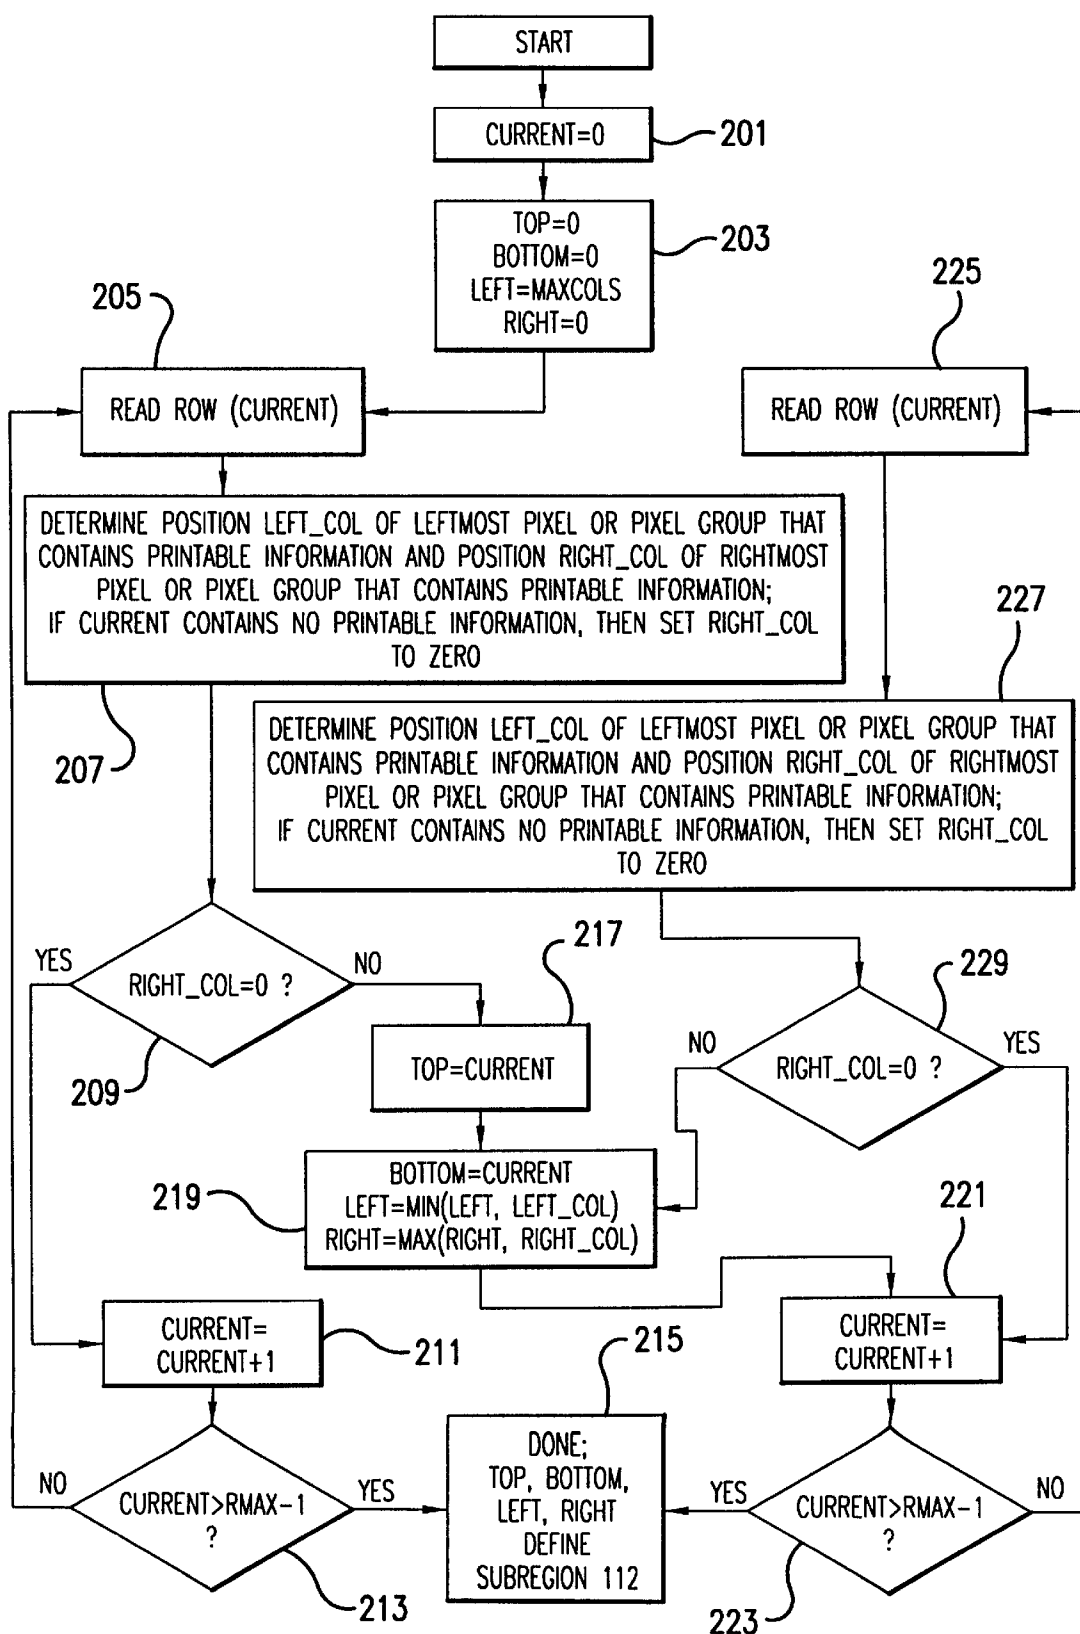 START
CURRENT=0
201
TOP=0
BOTTOM=0
LEFT=MAXCOLS
RIGHT=0
203
205
225
READ ROW (CURRENT)
READ ROW (CURRENT)
DETERMINE POSITION LEFT_COL OF LEFTMOST PIXEL OR PIXEL GROUP THAT
CONTAINS PRINTABLE INFORMATION AND POSITION RIGHT_COL OF RIGHTMOST
PIXEL OR PIXEL GROUP THAT CONTAINS PRINTABLE INFORMATION;
IF CURRENT CONTAINS NO PRINTABLE INFORMATION, THEN SET RIGHT_COL
TO ZERO
207
227
DETERMINE POSITION LEFT_COL OF LEFTMOST PIXEL OR PIXEL GROUP THAT
CONTAINS PRINTABLE INFORMATION AND POSITION RIGHT_COL OF RIGHTMOST
PIXEL OR PIXEL GROUP THAT CONTAINS PRINTABLE INFORMATION;
IF CURRENT CONTAINS NO PRINTABLE INFORMATION, THEN SET RIGHT_COL
TO ZERO
YES
RIGHT_COL=0 ?
NO
209
217
TOP=CURRENT
229
NO
RIGHT_COL=0 ?
YES
219
BOTTOM=CURRENT
LEFT=MIN(LEFT, LEFT_COL)
RIGHT=MAX(RIGHT, RIGHT_COL)
221
CURRENT=
CURRENT+1
211
215
CURRENT=
CURRENT+1
NO
CURRENT>RMAX-1
?
YES
213
DONE;
TOP, BOTTOM,
LEFT, RIGHT
DEFINE
SUBREGION 112
YES
CURRENT>RMAX-1
?
NO
223